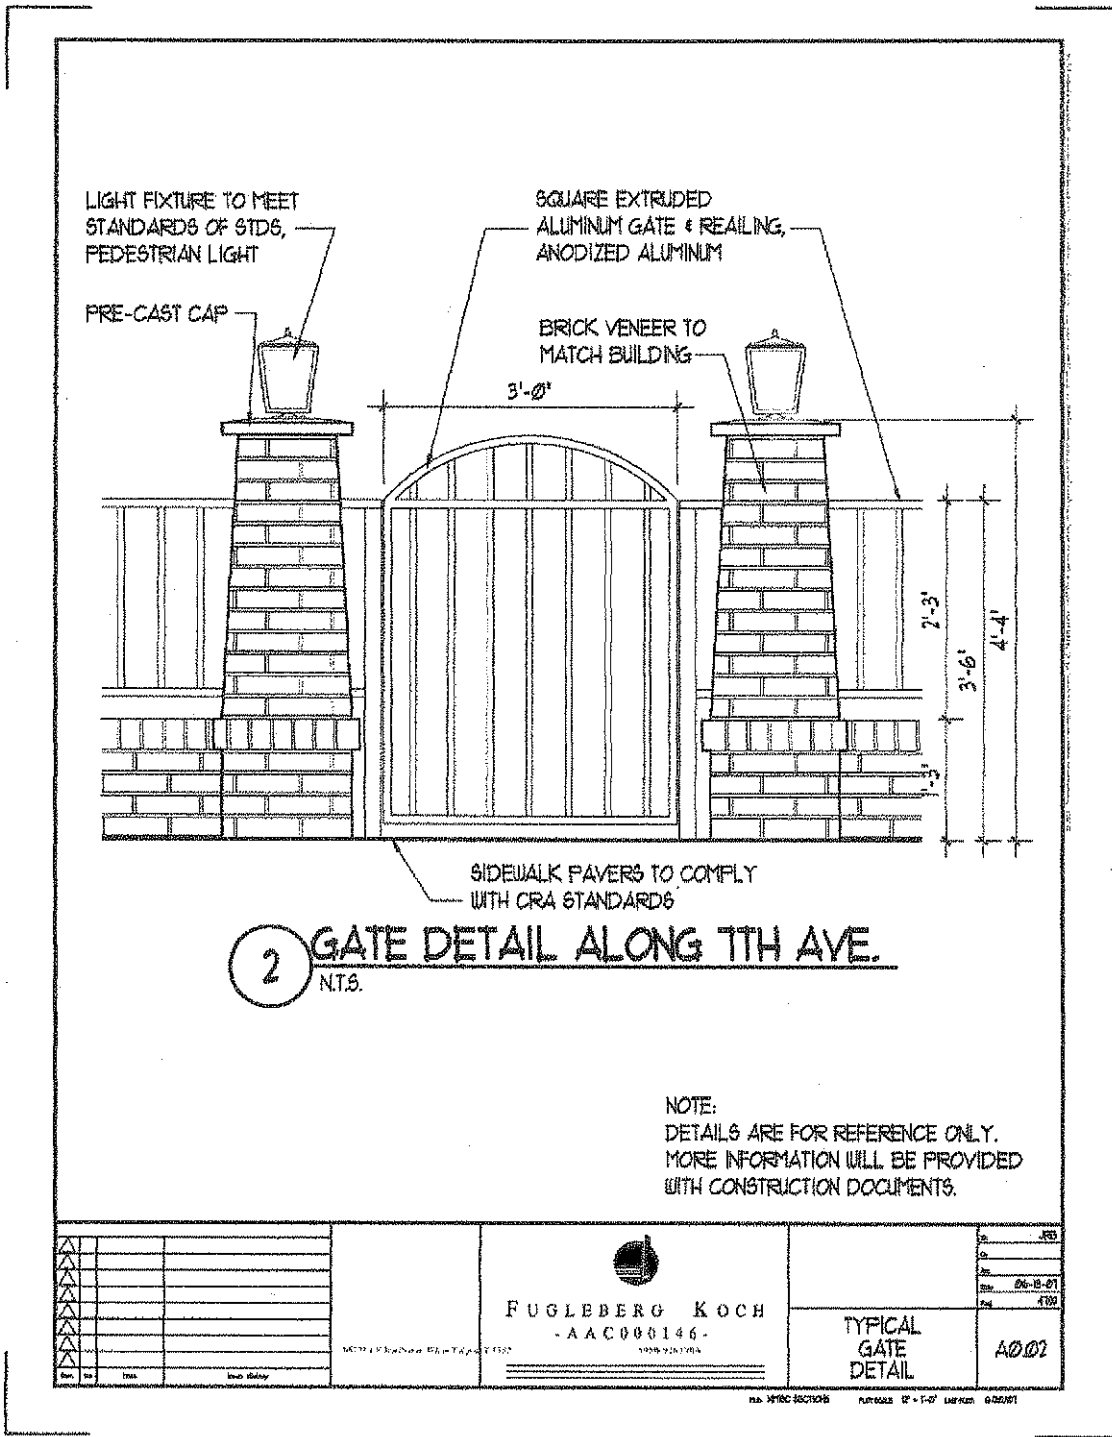 LIGHT FIXTURE TO MEET
STANDARDS OF STDS,
PEDESTRIAN LIGHT
PRE-CAST CAP
SQUARE EXTRUDED
ALUMINUM GATE & REAILING,
ANODIZED ALUMINUM
BRICK VENEER TO
MATCH BUILDING
3'-0"
2'-3"
3'-6"
4'-4"
1'-3"
SIDEWALK PAVERS TO COMPLY
WITH CRA STANDARDS
2
GATE DETAIL ALONG 7TH AVE.
N.T.S.
NOTE:
DETAILS ARE FOR REFERENCE ONLY.
MORE INFORMATION WILL BE PROVIDED
WITH CONSTRUCTION DOCUMENTS.
FUGLEBERG KOCH
-AAC000146-
TYPICAL
GATE
DETAIL
A0.02